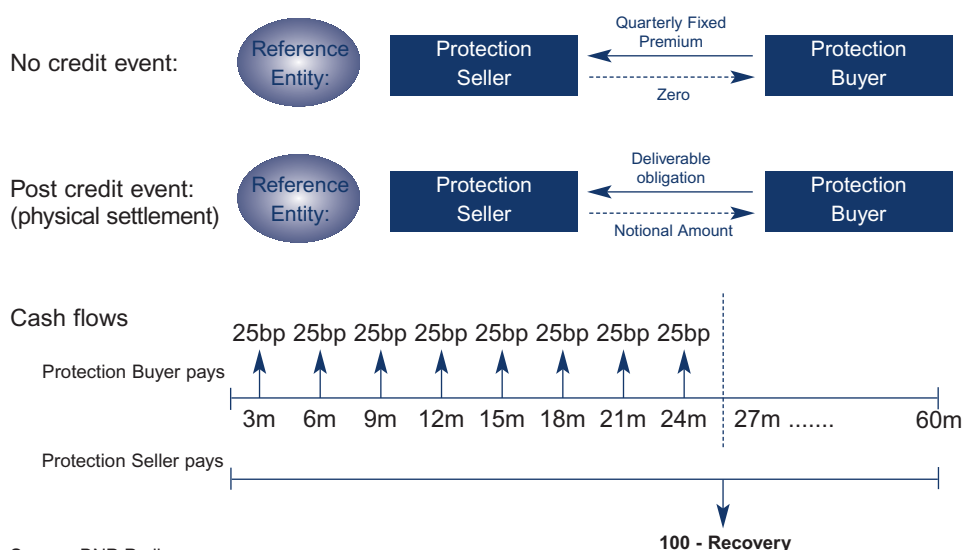 No credit event:
Reference
Entity:
Protection
Seller
Quarterly Fixed
Premium
Zero
Protection
Buyer
Post credit event:
(physical settlement)
Reference
Entity:
Protection
Seller
Deliverable
obligation
Notional Amount
Protection
Buyer
Cash flows
25bp 25bp 25bp 25bp 25bp 25bp 25bp 25bp
Protection Buyer pays
3m 6m 9m 12m 15m 18m 21m 24m 27m ....... 60m
Protection Seller pays
100 - Recovery